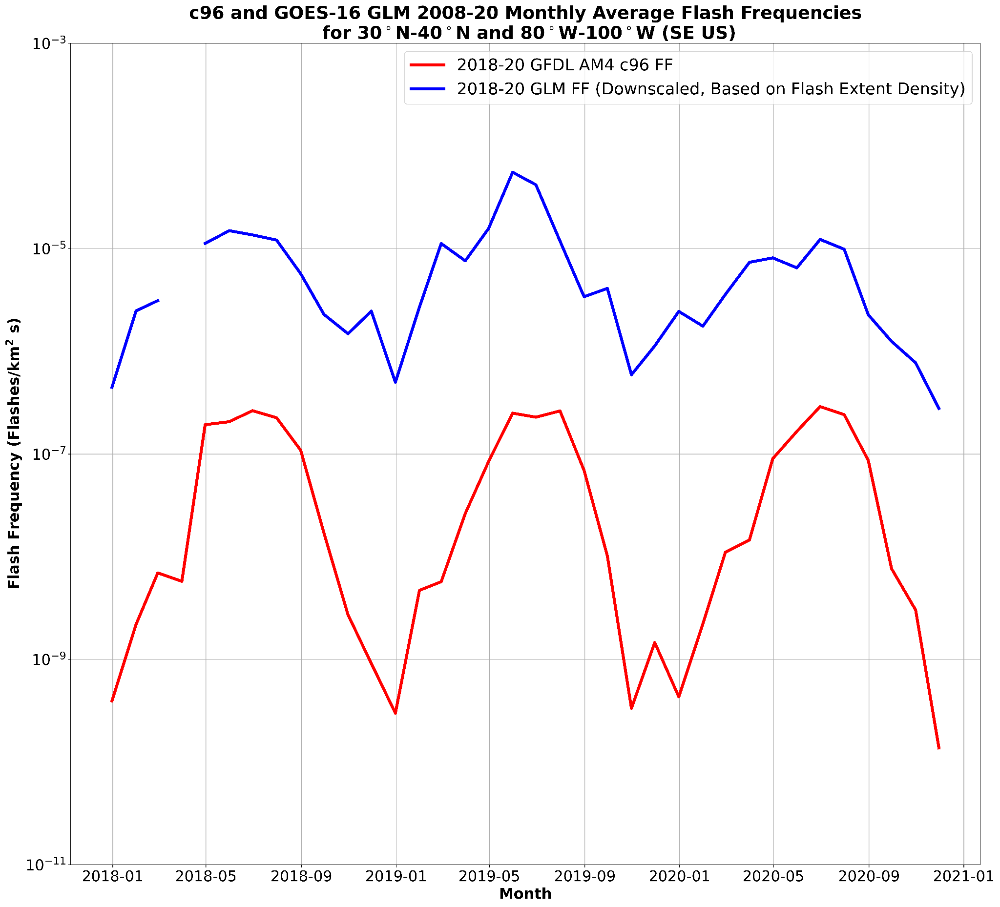 c96 and GOES-16 GLM 2008-20 Monthly Average Flash Frequencies
for 30°N-40°N and 80°W-100°W (SE US)
2018-20 GFDL AM4 c96 FF
2018-20 GLM FF (Downscaled, Based on Flash Extent Density)
Flash Frequency (Flashes/km² s)
10⁻³
10⁻⁵
10⁻⁷
10⁻⁹
10⁻¹¹
2018-01 2018-05 2018-09 2019-01 2019-05 2019-09 2020-01 2020-05 2020-09 2021-01
Month